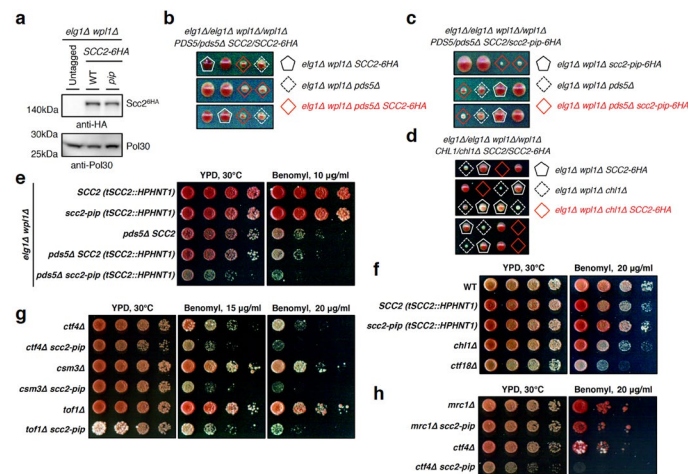 a
elg1Δ wpl1Δ
SCC2-6HA
Untagged
WT
pip
140kDa
Scc2^6HA
anti-HA
30kDa
25kDa
Pol30
anti-Pol30
b
elg1Δ/elg1Δ wpl1Δ/wpl1Δ
PDS5/pds5Δ SCC2/SCC2-6HA
elg1Δ wpl1Δ SCC2-6HA
elg1Δ wpl1Δ pds5Δ
elg1Δ wpl1Δ pds5Δ SCC2-6HA
c
elg1Δ/elg1Δ wpl1Δ/wpl1Δ
PDS5/pds5Δ SCC2/scc2-pip-6HA
elg1Δ wpl1Δ scc2-pip-6HA
elg1Δ wpl1Δ pds5Δ
elg1Δ wpl1Δ pds5Δ scc2-pip-6HA
d
elg1Δ/elg1Δ wpl1Δ/wpl1Δ
CHL1/chl1Δ SCC2/SCC2-6HA
elg1Δ wpl1Δ SCC2-6HA
elg1Δ wpl1Δ chl1Δ
elg1Δ wpl1Δ chl1Δ SCC2-6HA
e
YPD, 30°C
Benomyl, 10 μg/ml
elg1Δ wpl1Δ
SCC2 (tSCC2::HPHNT1)
scc2-pip (tSCC2::HPHNT1)
pds5Δ SCC2
pds5Δ SCC2 (tSCC2::HPHNT1)
pds5Δ scc2-pip (tSCC2::HPHNT1)
f
YPD, 30°C
Benomyl, 20 μg/ml
WT
SCC2 (tSCC2::HPHNT1)
scc2-pip (tSCC2::HPHNT1)
chl1Δ
ctf18Δ
g
YPD, 30°C
Benomyl, 15 μg/ml
Benomyl, 20 μg/ml
ctf4Δ
ctf4Δ scc2-pip
csm3Δ
csm3Δ scc2-pip
tof1Δ
tof1Δ scc2-pip
h
YPD, 30°C
Benomyl, 20 μg/ml
mrc1Δ
mrc1Δ scc2-pip
ctf4Δ
ctf4Δ scc2-pip